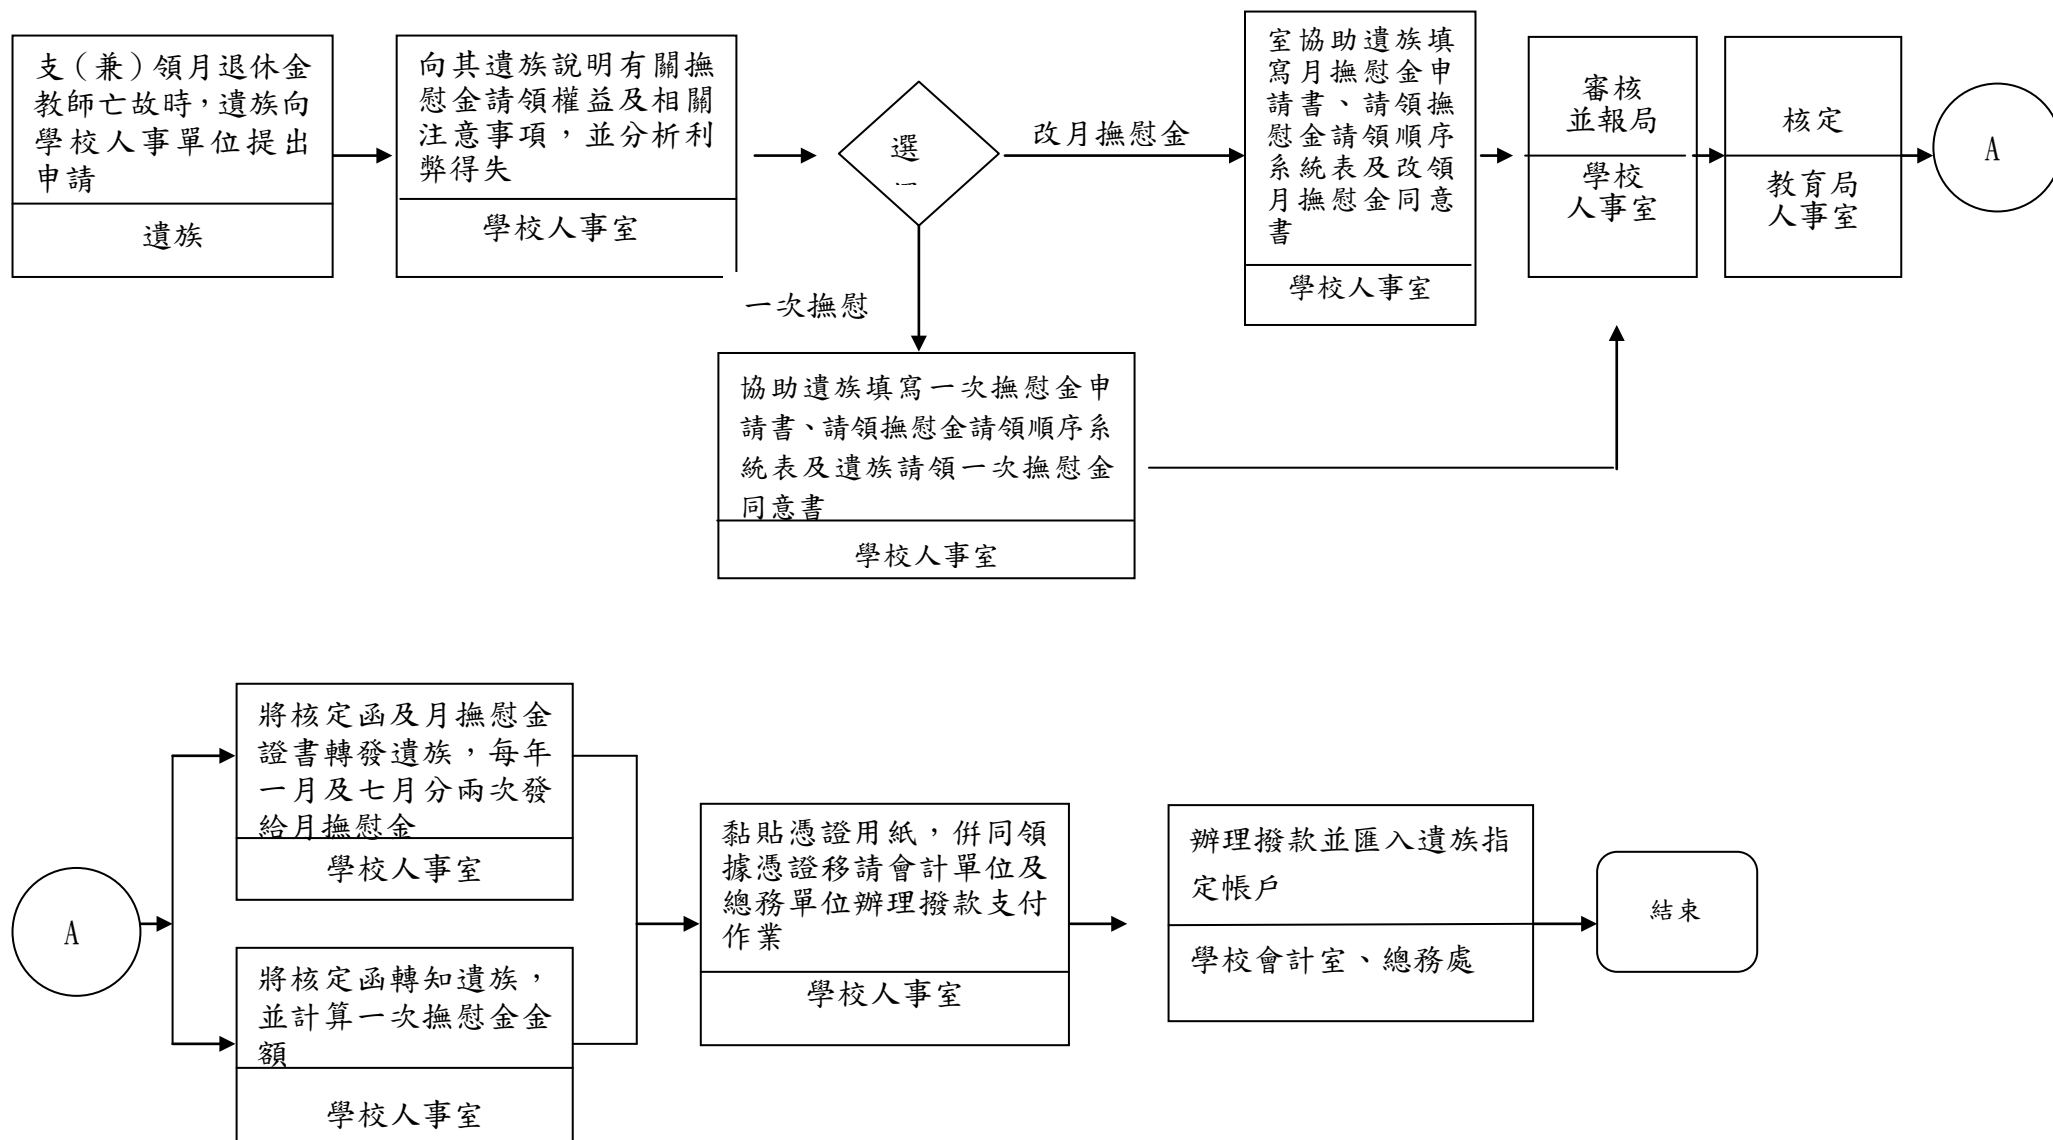 支（兼）領月退休金
教師亡故時，遺族向
學校人事單位提出
申請
遺族
向其遺族說明有關撫
慰金請領權益及相關
注意事項，並分析利
弊得失
學校人事室
選
改月撫慰金
一次撫慰
室協助遺族填
寫月撫慰金申
請書、請領撫
慰金請領順序
系統表及改領
月撫慰金同意
書
學校人事室
審核
並報局
學校
人事室
核定
教育局
人事室
A
協助遺族填寫一次撫慰金申
請書、請領撫慰金請領順序系
統表及遺族請領一次撫慰金
同意書
學校人事室
A
將核定函及月撫慰金
證書轉發遺族，每年
一月及七月分兩次發
給月撫慰金
學校人事室
將核定函轉知遺族，
並計算一次撫慰金金
額
學校人事室
黏貼憑證用紙，併同領
據憑證移請會計單位及
總務單位辦理撥款支付
作業
學校人事室
辦理撥款並匯入遺族指
定帳戶
學校會計室、總務處
結束